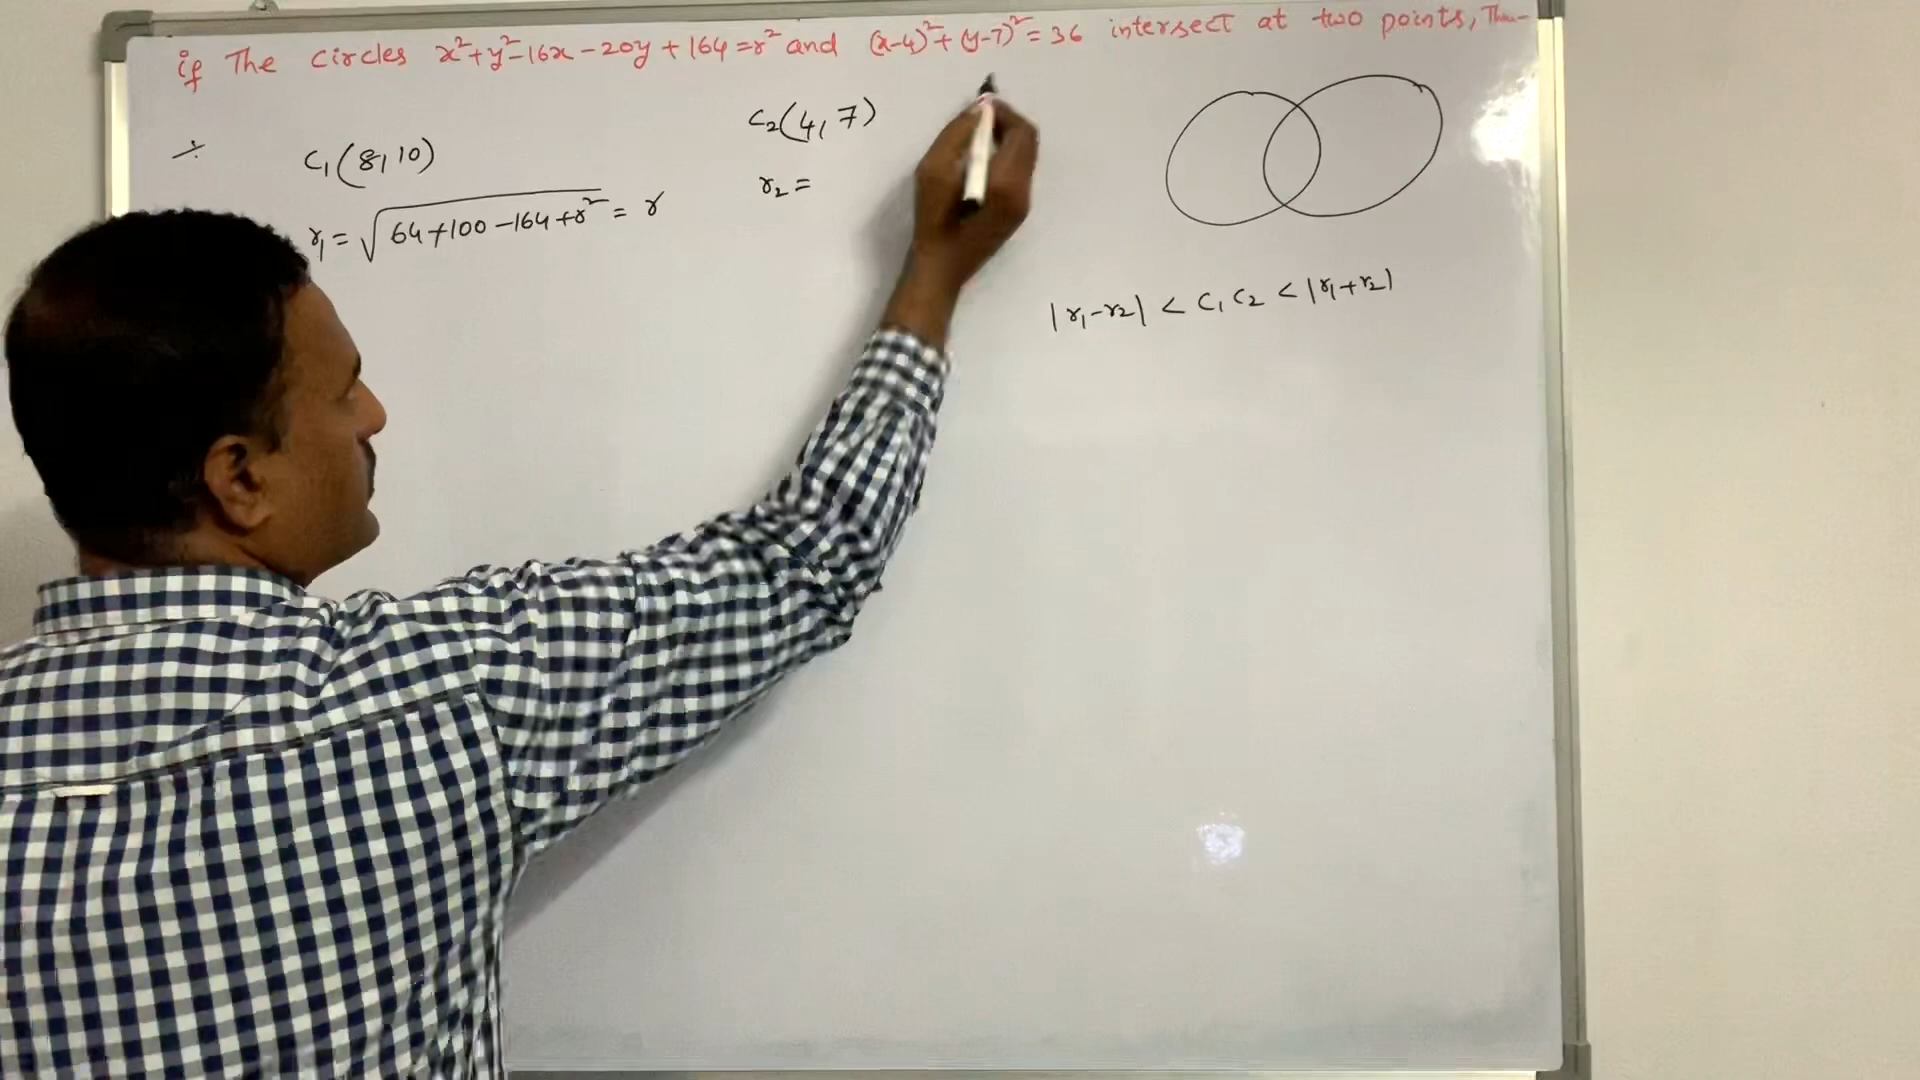 if The circles x²+y²-16x-20y+164=r² and (x-4)²+(y-7)²=36 intersect at two points, Then-
C₁(8,10)
r₁=√(64+100-164+r²) = r
C₂(4,7)
r₂=
|r₁-r₂| < C₁C₂ < |r₁+r₂|